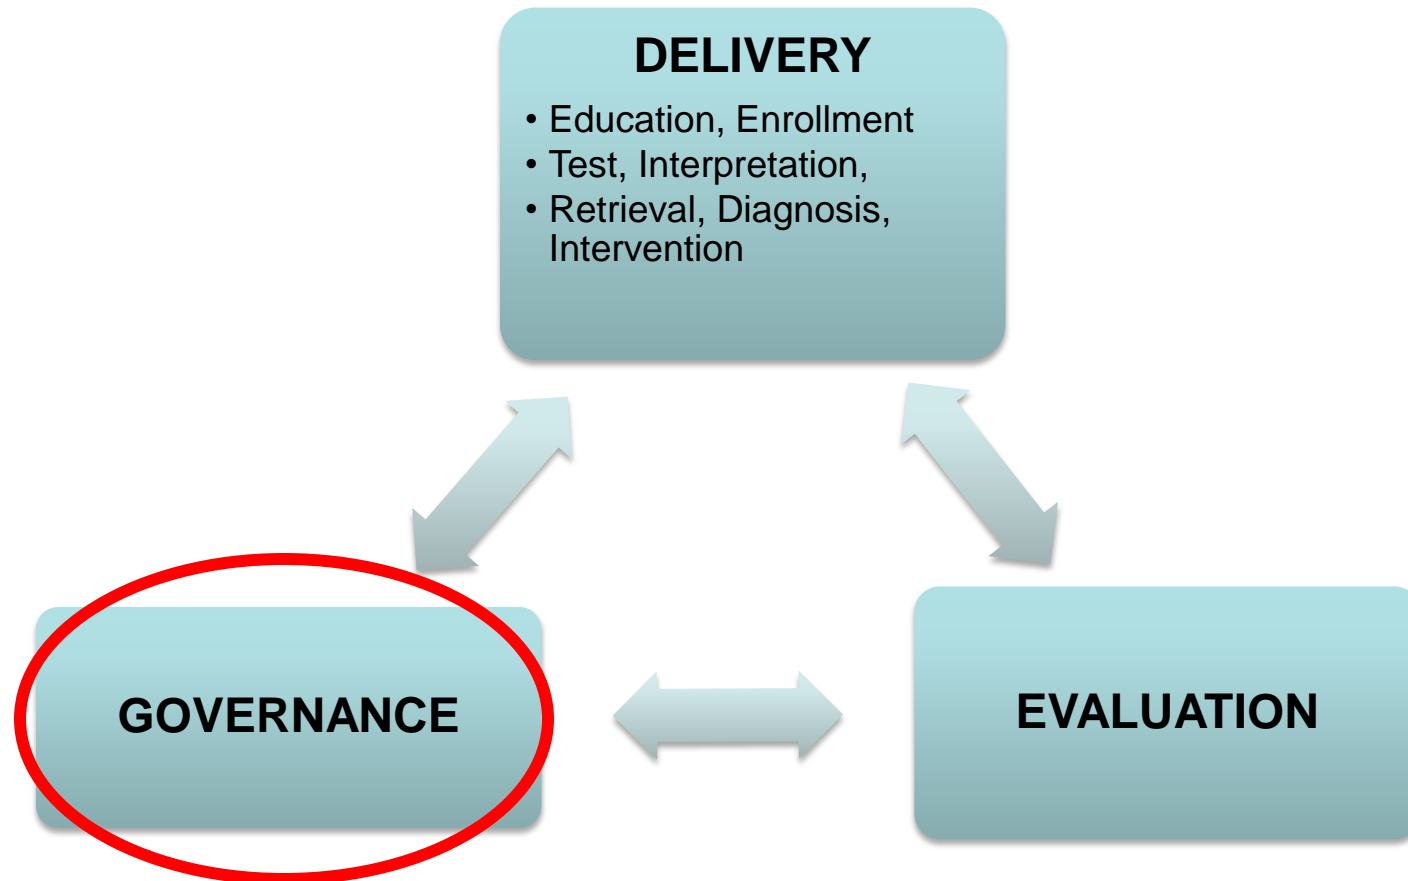 DELIVERY
• Education, Enrollment
• Test, Interpretation,
• Retrieval, Diagnosis,
Intervention
GOVERNANCE
EVALUATION